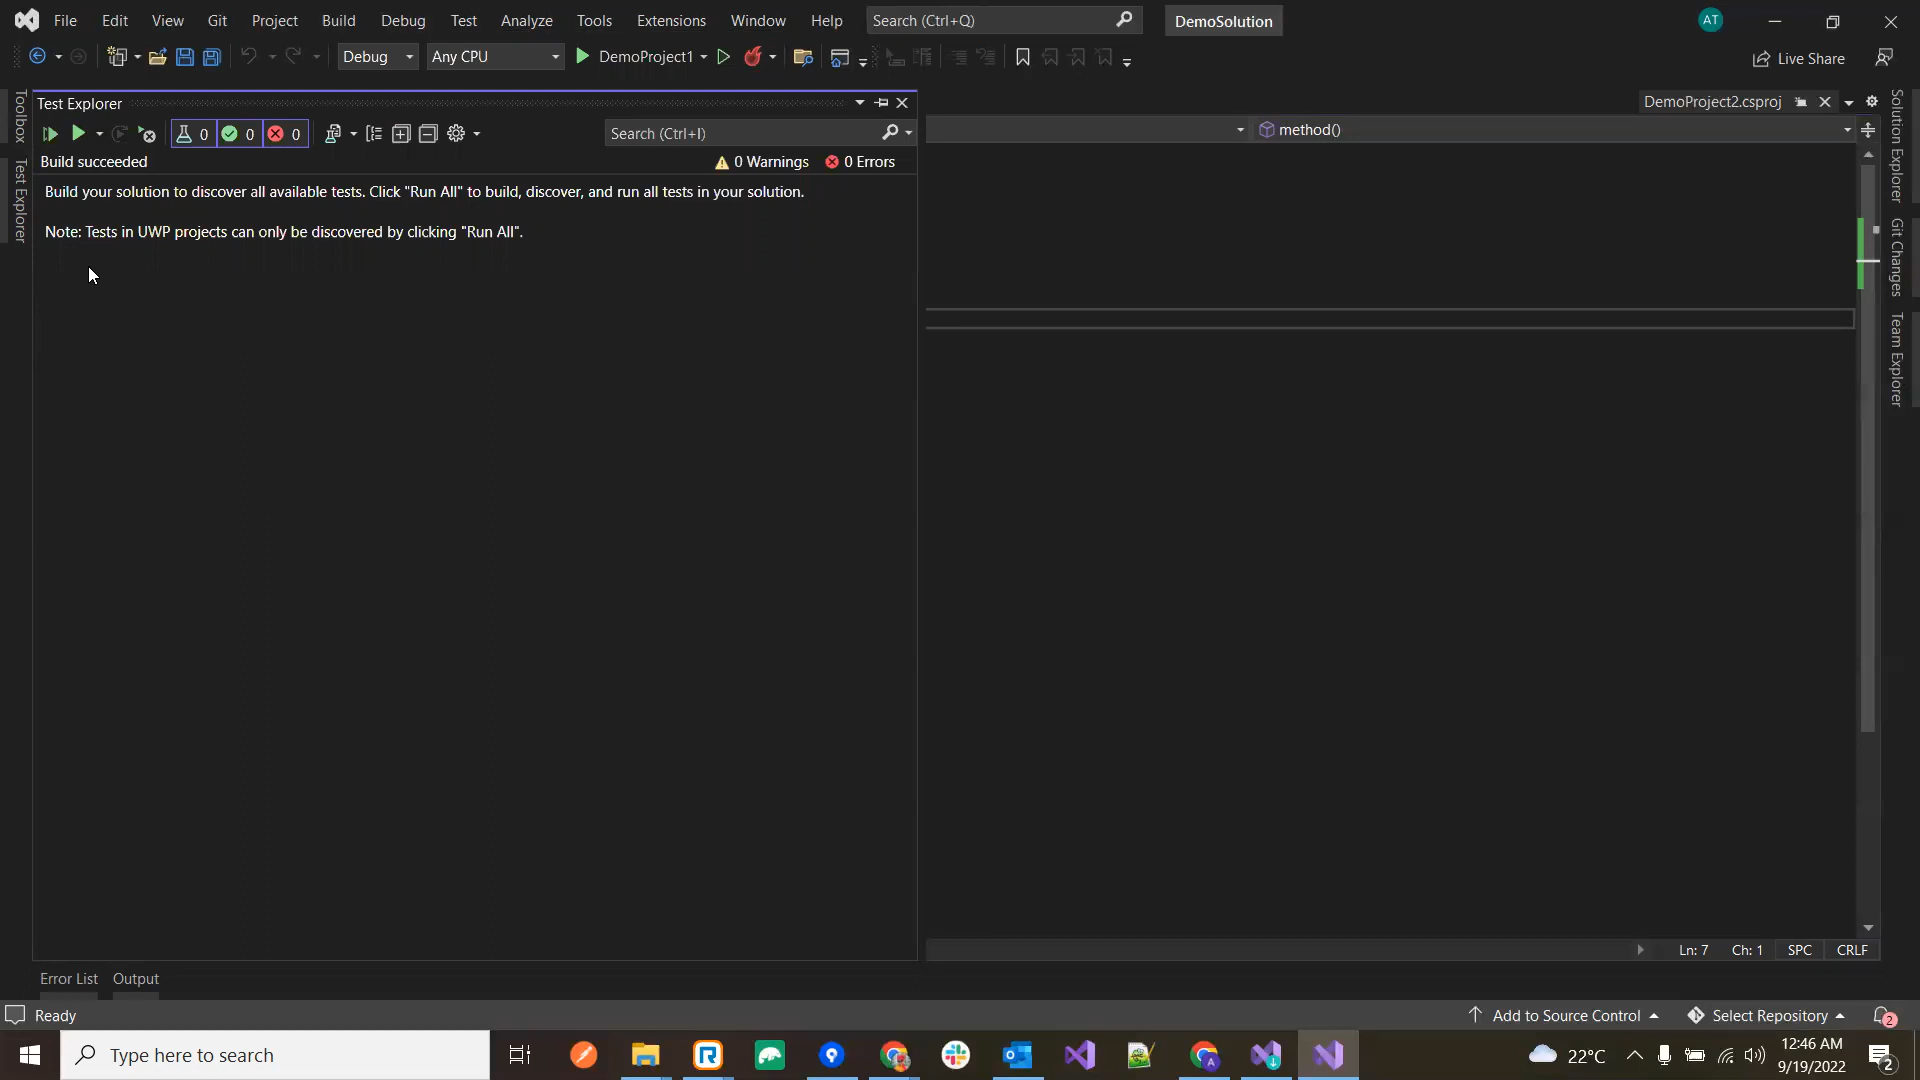 File Edit View Git Project Build Debug Test Analyze Tools Extensions Window Help Search (Ctrl+Q) DemoSolution AT
Debug Any CPU DemoProject1 Live Share
Toolbox
Test Explorer
Test Explorer
0 0 0 Search (Ctrl+I)
Build succeeded 0 Warnings 0 Errors
Build your solution to discover all available tests. Click "Run All" to build, discover, and run all tests in your solution.
Note: Tests in UWP projects can only be discovered by clicking "Run All".
DemoProject2.csproj
method()
Solution Explorer
Git Changes
Team Explorer
Ln: 7 Ch: 1 SPC CRLF
Error List Output
Ready Add to Source Control Select Repository 2
Type here to search 22°C 12:46 AM
9/19/2022 2